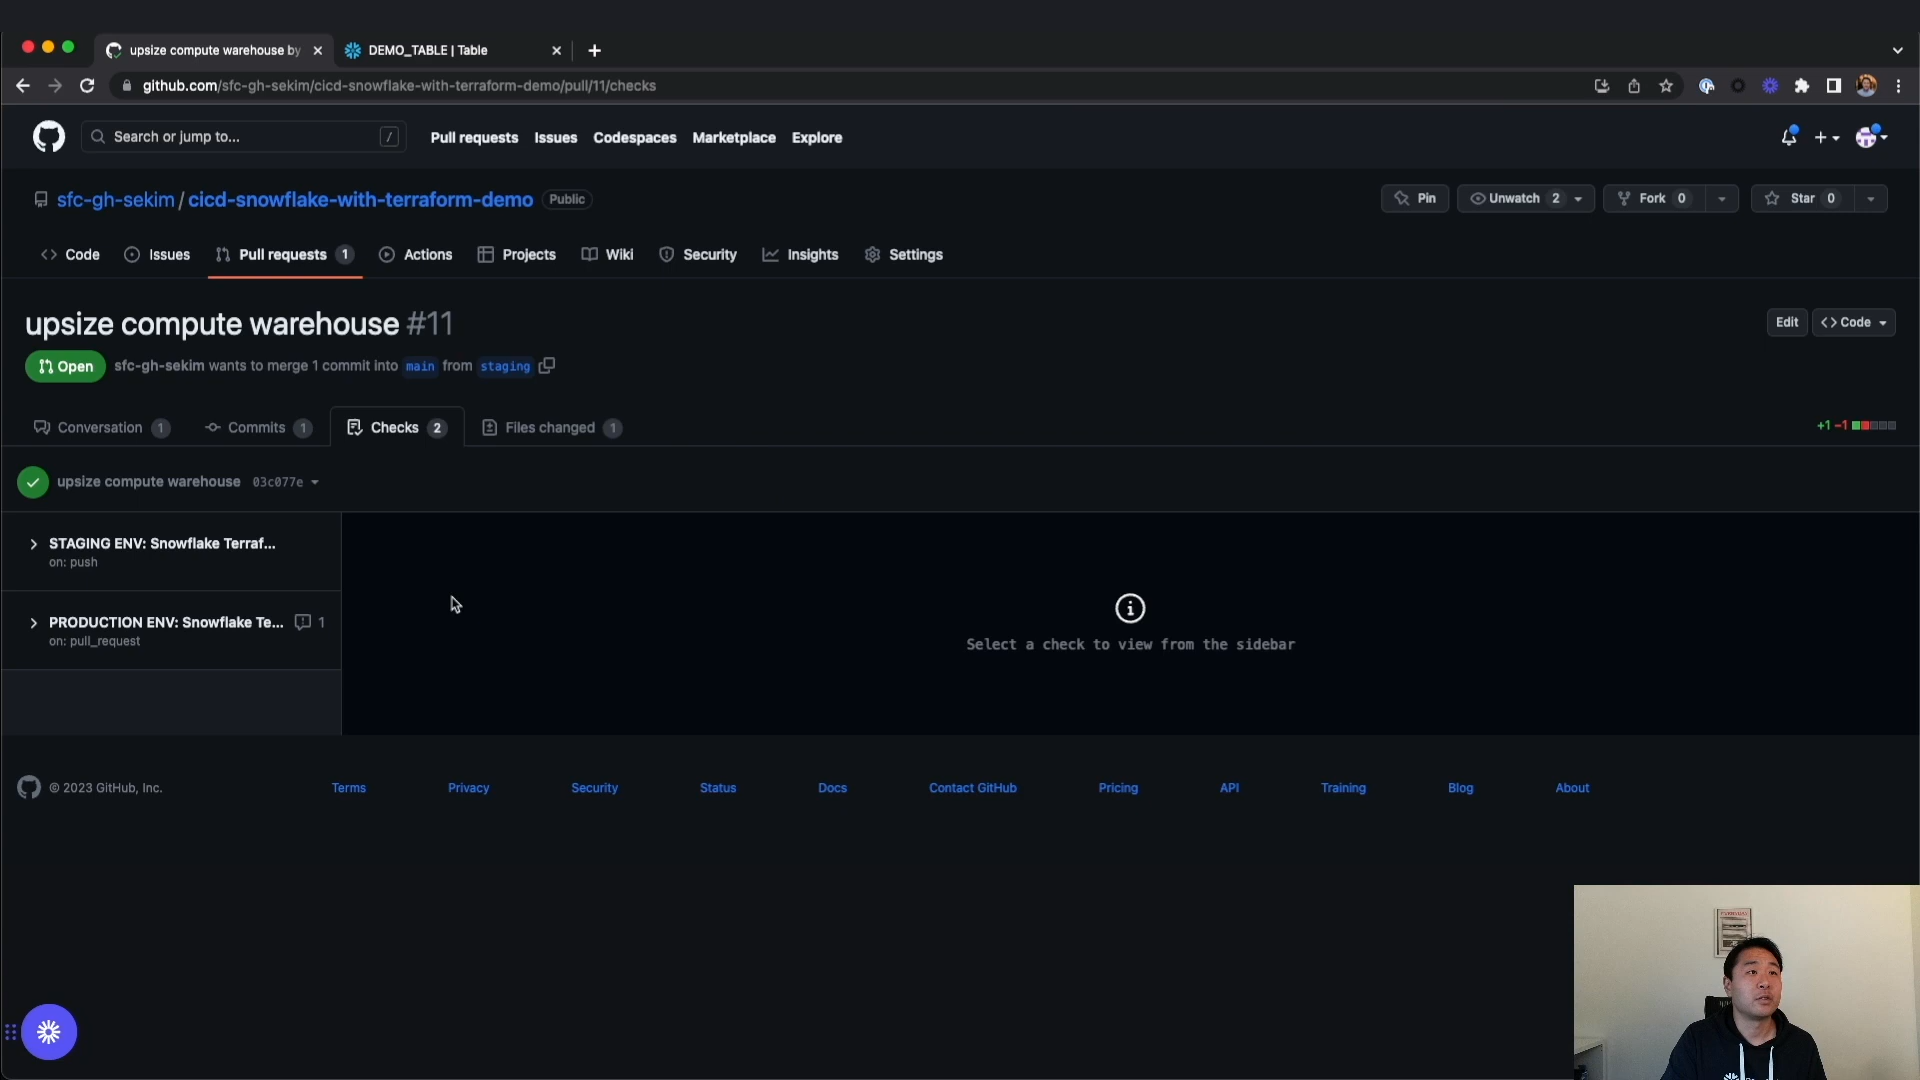 upsize compute warehouse by
DEMO_TABLE | Table
github.com/sfc-gh-sekim/cicd-snowflake-with-terraform-demo/pull/11/checks
Search or jump to...
/
Pull requests
Issues
Codespaces
Marketplace
Explore
sfc-gh-sekim / cicd-snowflake-with-terraform-demo
Public
Pin
Unwatch 2
Fork 0
Star 0
Code
Issues
Pull requests 1
Actions
Projects
Wiki
Security
Insights
Settings
upsize compute warehouse #11
Edit
<> Code
Open
sfc-gh-sekim wants to merge 1 commit into main from staging
Conversation 1
Commits 1
Checks 2
Files changed 1
+1 −1
upsize compute warehouse 03c077e
STAGING ENV: Snowflake Terraf...
on: push
PRODUCTION ENV: Snowflake Te... 1
on: pull_request
Select a check to view from the sidebar
© 2023 GitHub, Inc.
Terms
Privacy
Security
Status
Docs
Contact GitHub
Pricing
API
Training
Blog
About